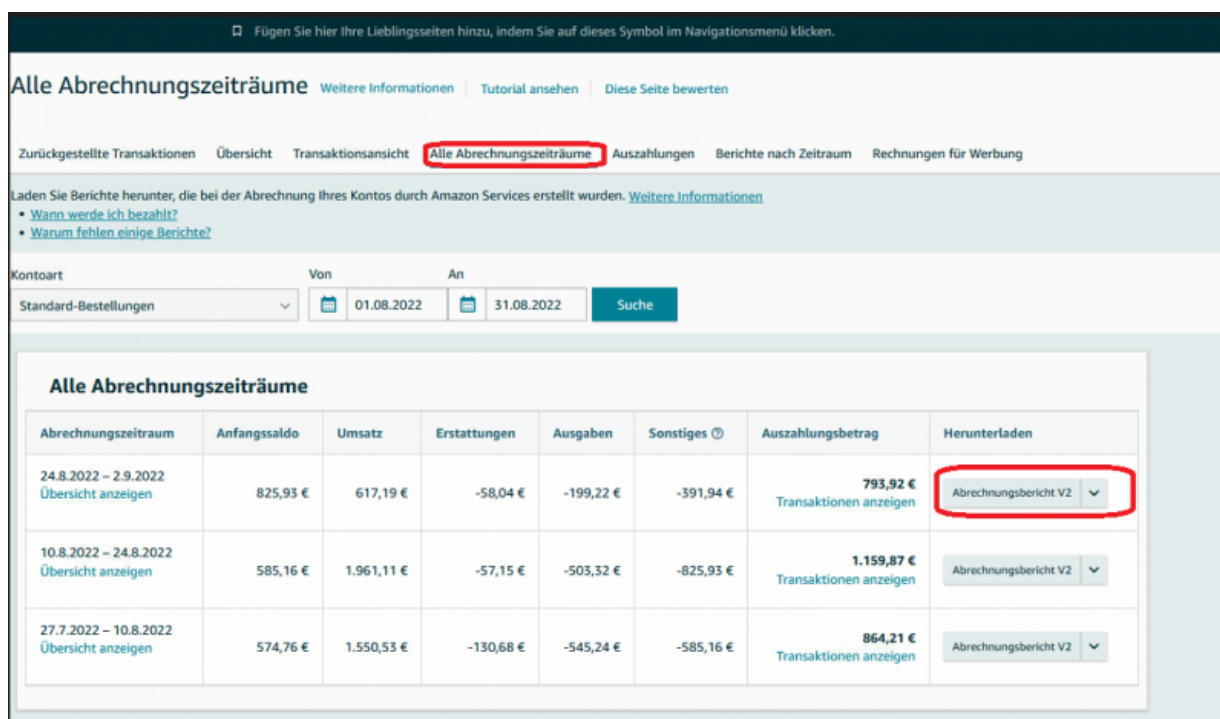 Fügen Sie hier Ihre Lieblingsseiten hinzu, indem Sie auf dieses Symbol im Navigationsmenü klicken.
Alle Abrechnungszeiträume Weitere Informationen Tutorial ansehen Diese Seite bewerten
Zurückgestellte Transaktionen Übersicht Transaktionsansicht Alle Abrechnungszeiträume Auszahlungen Berichte nach Zeitraum Rechnungen für Werbung
Laden Sie Berichte herunter, die bei der Abrechnung Ihres Kontos durch Amazon Services erstellt wurden. Weitere Informationen
• Wann werde ich bezahlt?
• Warum fehlen einige Berichte?
Kontoart Von An
Standard-Bestellungen 01.08.2022 31.08.2022 Suche
Alle Abrechnungszeiträume
Abrechnungszeitraum Anfangssaldo Umsatz Erstattungen Ausgaben Sonstiges Auszahlungsbetrag Herunterladen
24.8.2022 – 2.9.2022 793,92 €
Übersicht anzeigen 825,93 € 617,19 € -58,04 € -199,22 € -391,94 € Transaktionen anzeigen Abrechnungsbericht V2
10.8.2022 – 24.8.2022 1.159,87 €
Übersicht anzeigen 585,16 € 1.961,11 € -57,15 € -503,32 € -825,93 € Transaktionen anzeigen Abrechnungsbericht V2
27.7.2022 – 10.8.2022 864,21 €
Übersicht anzeigen 574,76 € 1.550,53 € -130,68 € -545,24 € -585,16 € Transaktionen anzeigen Abrechnungsbericht V2